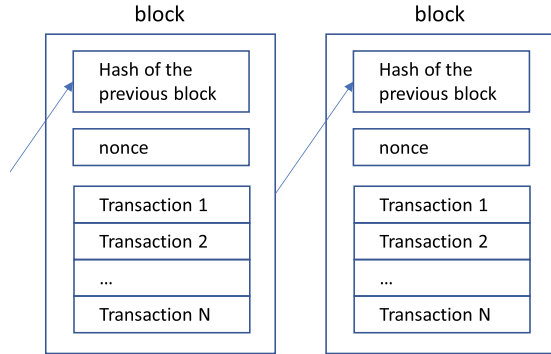 block
Hash of the
previous block
nonce
Transaction 1
Transaction 2
...
Transaction N
block
Hash of the
previous block
nonce
Transaction 1
Transaction 2
...
Transaction N